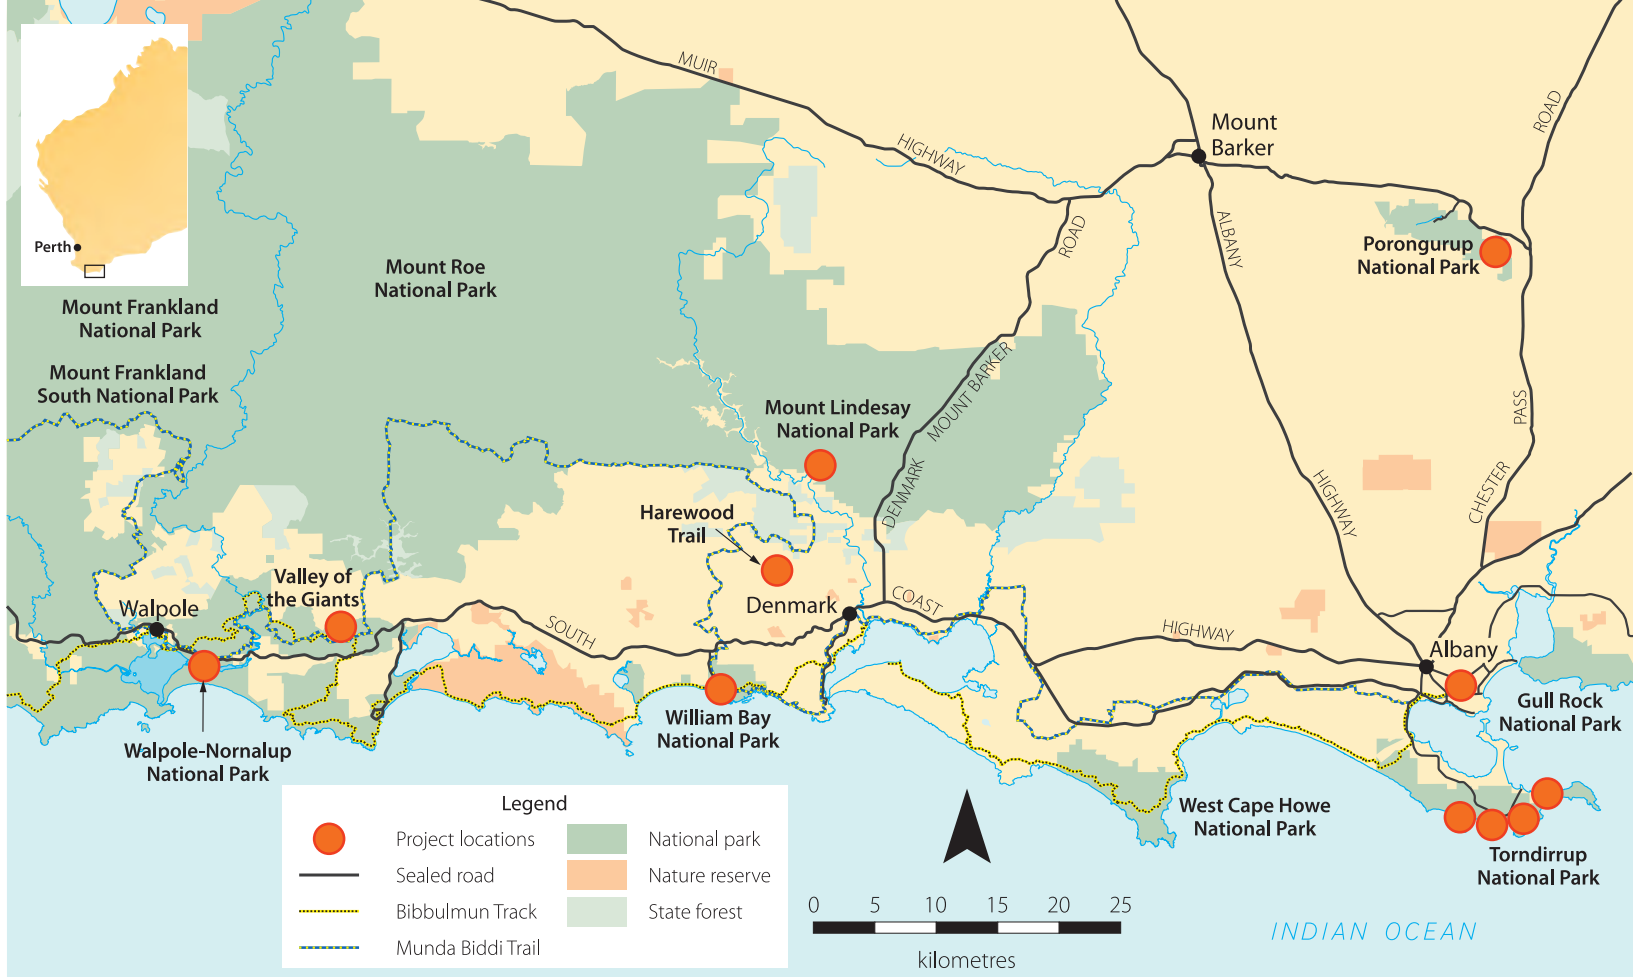 MUIR
HIGHWAY
Mount
Barker
ROAD
ROAD
ALBANY
Perth
Mount Roe
National Park
Porongurup
National Park
Mount Frankland
National Park
Mount Frankland
South National Park
Mount Lindesay
National Park
MOUNT BARKER
DENMARK
PASS
HIGHWAY
CHESTER
Harewood
Trail
Valley of
the Giants
Walpole
Denmark
COAST
SOUTH
HIGHWAY
Albany
Gull Rock
National Park
William Bay
National Park
Walpole-Nornalup
National Park
West Cape Howe
National Park
Torndirrup
National Park
Legend
Project locations
National park
Sealed road
Nature reserve
Bibbulmun Track
State forest
Munda Biddi Trail
0 5 10 15 20 25
kilometres
INDIAN OCEAN